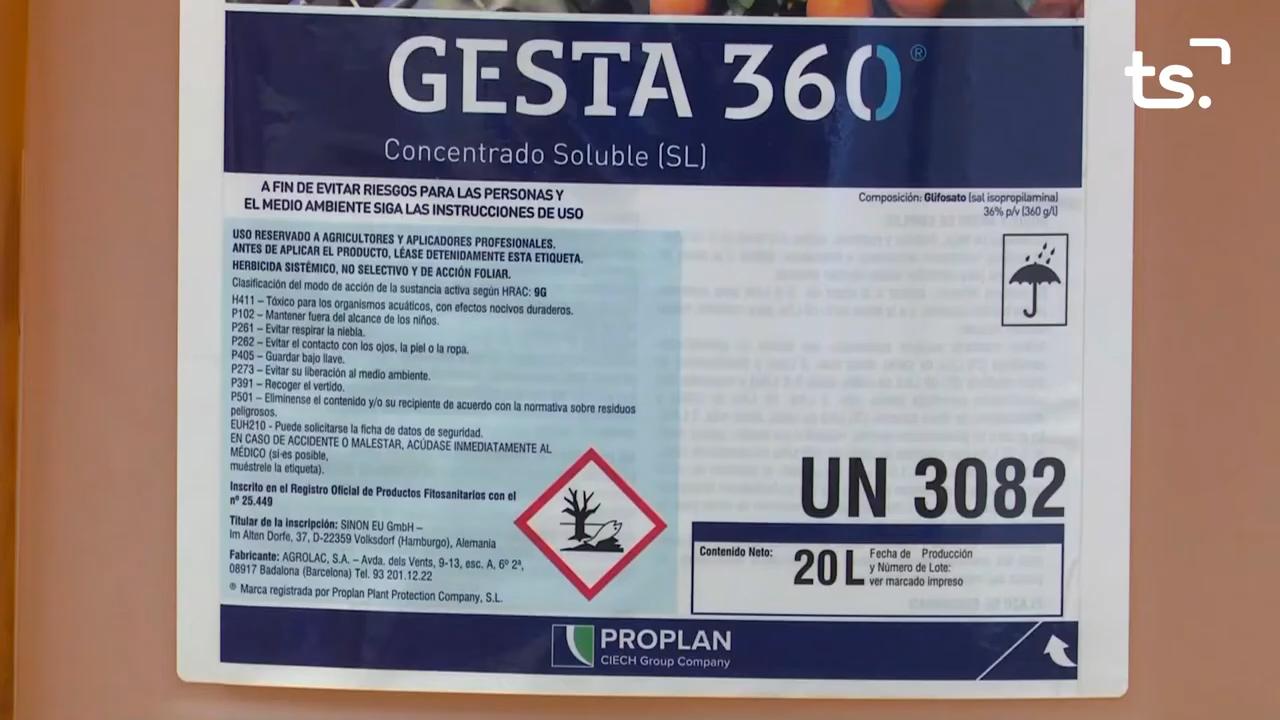 GESTA 360®
ts.
Concentrado Soluble (SL)
A FIN DE EVITAR RIESGOS PARA LAS PERSONAS Y
EL MEDIO AMBIENTE SIGA LAS INSTRUCCIONES DE USO
Composición: Glifosato (sal isopropilamina)
36% p/v (360 g/l)
USO RESERVADO A AGRICULTORES Y APLICADORES PROFESIONALES.
ANTES DE APLICAR EL PRODUCTO, LÉASE DETENIDAMENTE ESTA ETIQUETA.
HERBICIDA SISTÉMICO, NO SELECTIVO Y DE ACCIÓN FOLIAR.
Clasificación del modo de acción de la sustancia activa según HRAC: 9G
H411 – Tóxico para los organismos acuáticos, con efectos nocivos duraderos.
P102 – Mantener fuera del alcance de los niños.
P261 – Evitar respirar la niebla.
P262 – Evitar el contacto con los ojos, la piel o la ropa.
P405 – Guardar bajo llave.
P273 – Evitar su liberación al medio ambiente.
P391 – Recoger el vertido.
P501 – Elimínense el contenido y/o su recipiente de acuerdo con la normativa sobre residuos
peligrosos.
EUH210 - Puede solicitarse la ficha de datos de seguridad.
EN CASO DE ACCIDENTE O MALESTAR, ACÚDASE INMEDIATAMENTE AL
MÉDICO (si es posible,
muéstrele la etiqueta).
Inscrito en el Registro Oficial de Productos Fitosanitarios con el
nº 25.449
Titular de la inscripción: SINON EU GmbH –
Im Alten Dorfe, 37, D-22359 Volksdorf (Hamburgo), Alemania
Fabricante: AGROLAC, S.A. – Avda. dels Vents, 9-13, esc. A, 6º 2ª,
08917 Badalona (Barcelona) Tel. 93 201.12.22
® Marca registrada por Proplan Plant Protection Company, S.L.
UN 3082
Contenido Neto: 20 L
Fecha de Producción
y Número de Lote:
ver marcado impreso
PROPLAN
CIECH Group Company